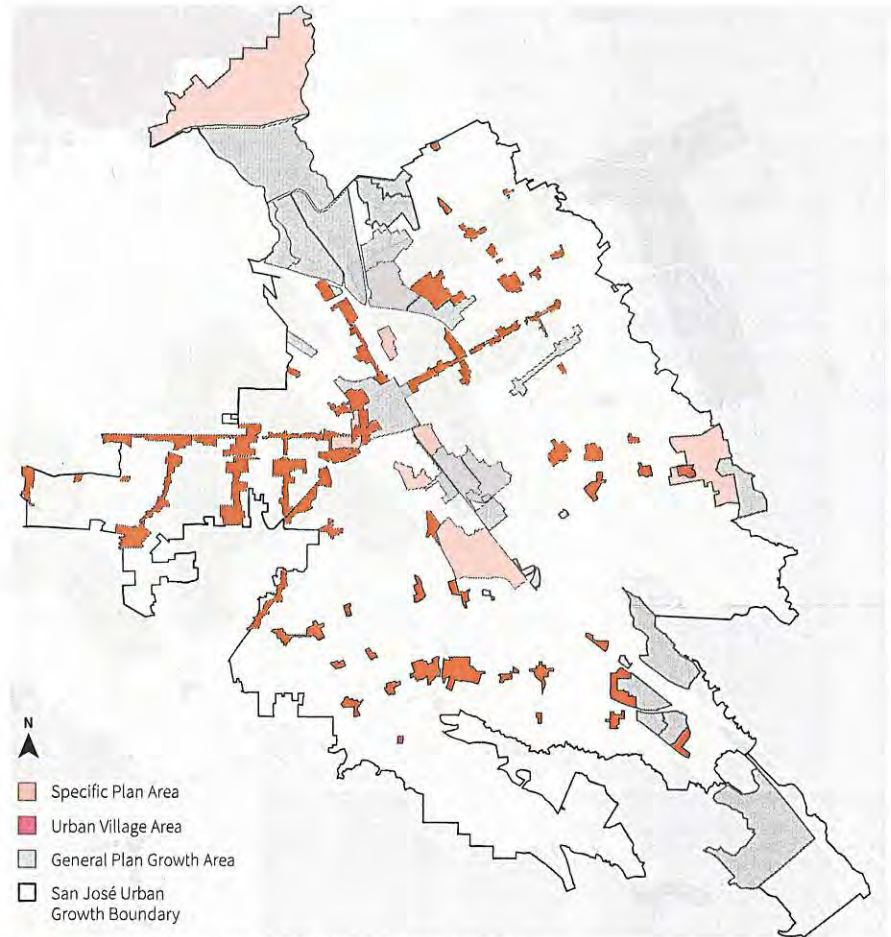 N
Specific Plan Area
Urban Village Area
General Plan Growth Area
San José Urban
Growth Boundary